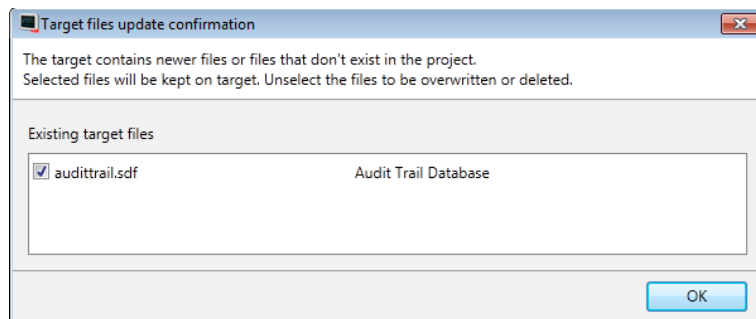 Target files update confirmation
The target contains newer files or files that don't exist in the project.
Selected files will be kept on target. Unselect the files to be overwritten or deleted.
Existing target files
audittrail.sdf Audit Trail Database
OK